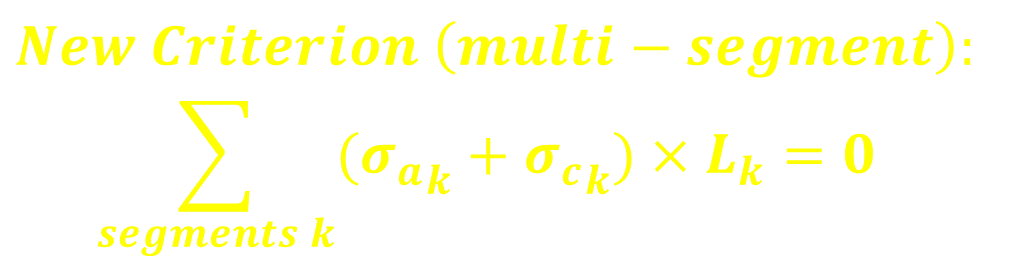 New Criterion (multi − segment):
∑ (σ_{a_k} + σ_{c_k}) × L_k = 0
segments k